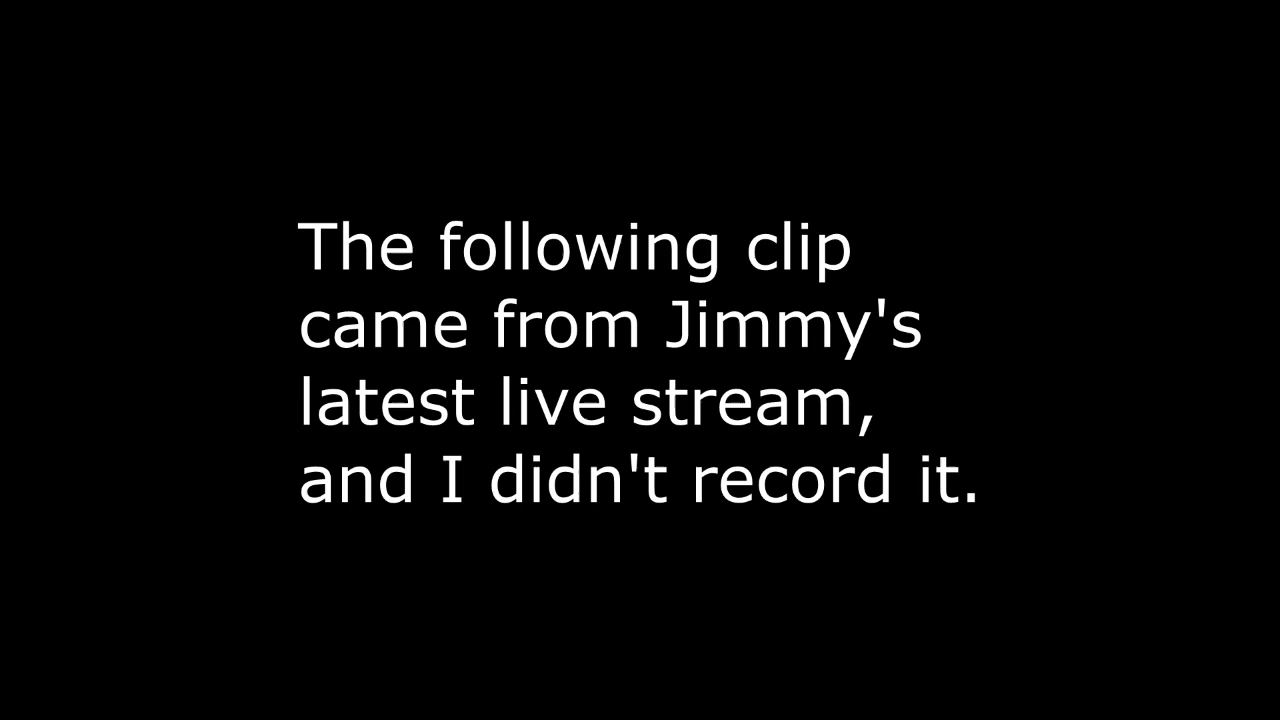 The following clip
came from Jimmy's
latest live stream,
and I didn't record it.